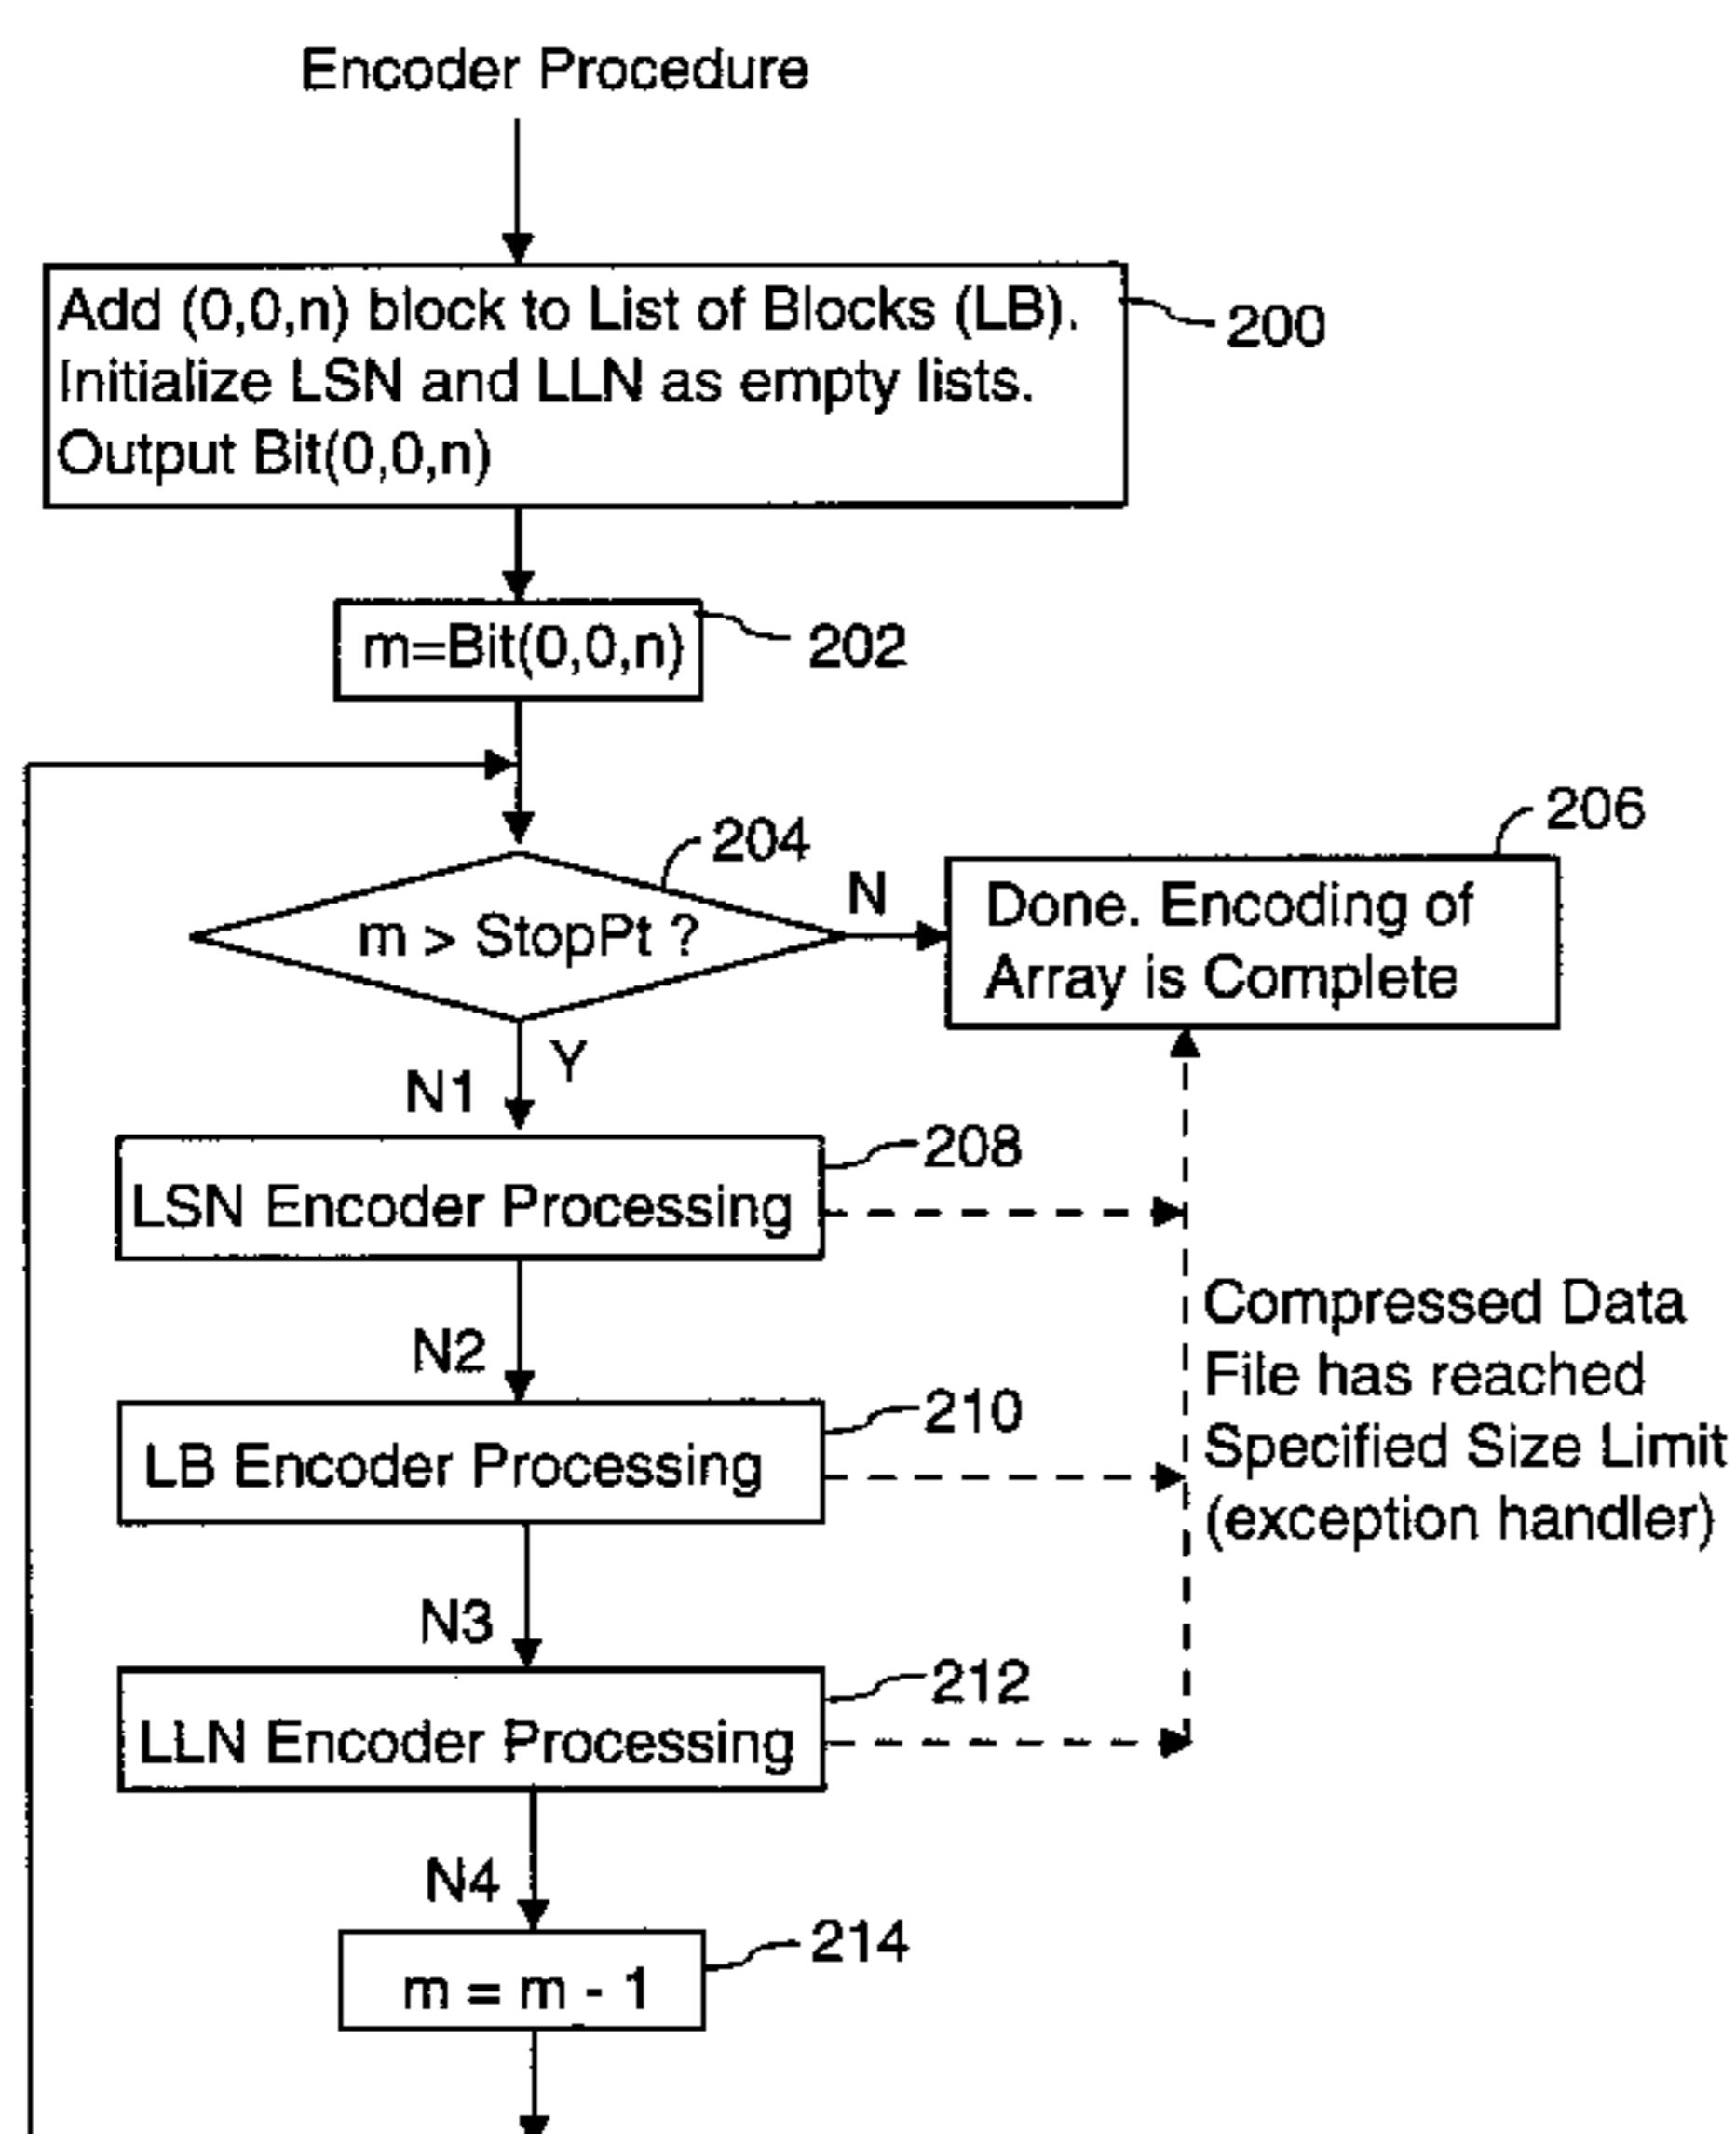 Encoder Procedure
Add (0,0,n) block to List of Blocks (LB).
Initialize LSN and LLN as empty lists.
Output Bit(0,0,n)
200
m=Bit(0,0,n)
202
204
m > StopPt ?
N
206
Done. Encoding of
Array is Complete
Y
N1
208
LSN Encoder Processing
N2
210
LB Encoder Processing
Compressed Data
File has reached
Specified Size Limit
(exception handler)
N3
212
LLN Encoder Processing
N4
214
m = m - 1